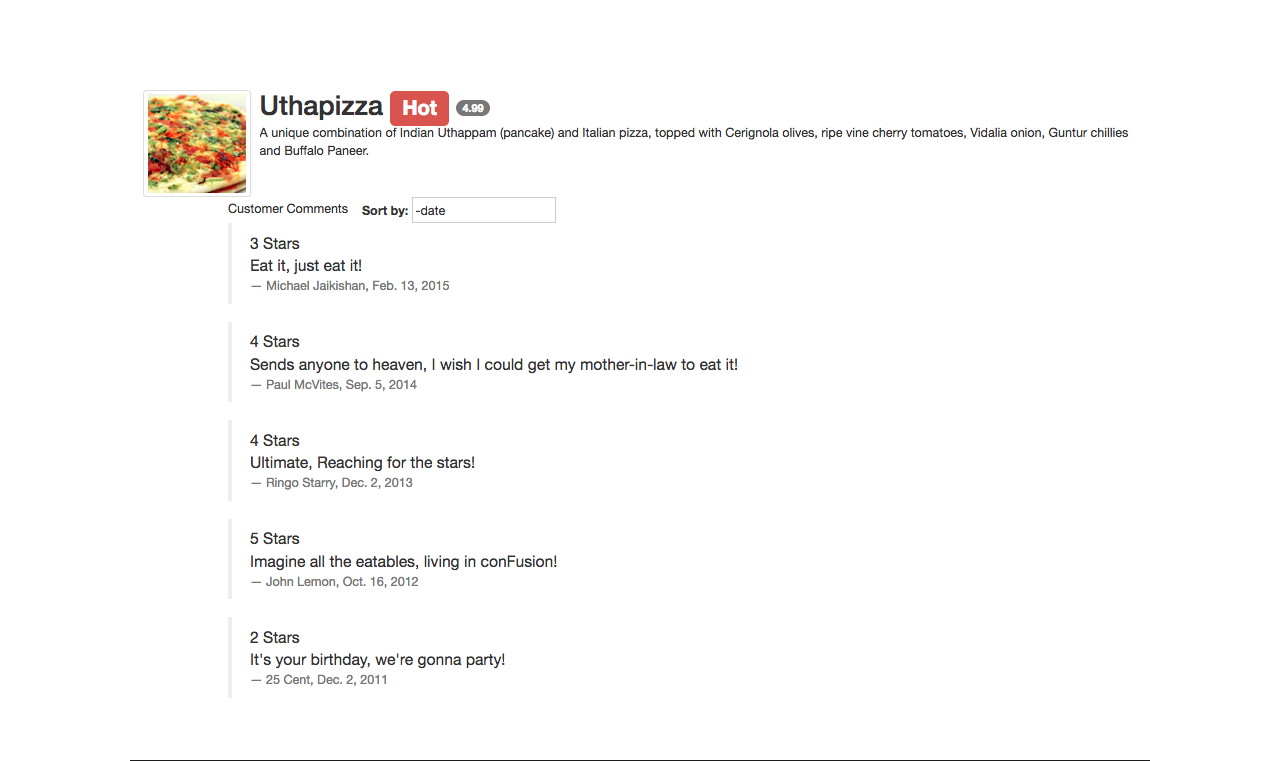 Uthapizza Hot 4.99
A unique combination of Indian Uthappam (pancake) and Italian pizza, topped with Cerignola olives, ripe vine cherry tomatoes, Vidalia onion, Guntur chillies
and Buffalo Paneer.
Customer Comments Sort by: -date
3 Stars
Eat it, just eat it!
— Michael Jaikishan, Feb. 13, 2015
4 Stars
Sends anyone to heaven, I wish I could get my mother-in-law to eat it!
— Paul McVites, Sep. 5, 2014
4 Stars
Ultimate, Reaching for the stars!
— Ringo Starry, Dec. 2, 2013
5 Stars
Imagine all the eatables, living in conFusion!
— John Lemon, Oct. 16, 2012
2 Stars
It's your birthday, we're gonna party!
— 25 Cent, Dec. 2, 2011